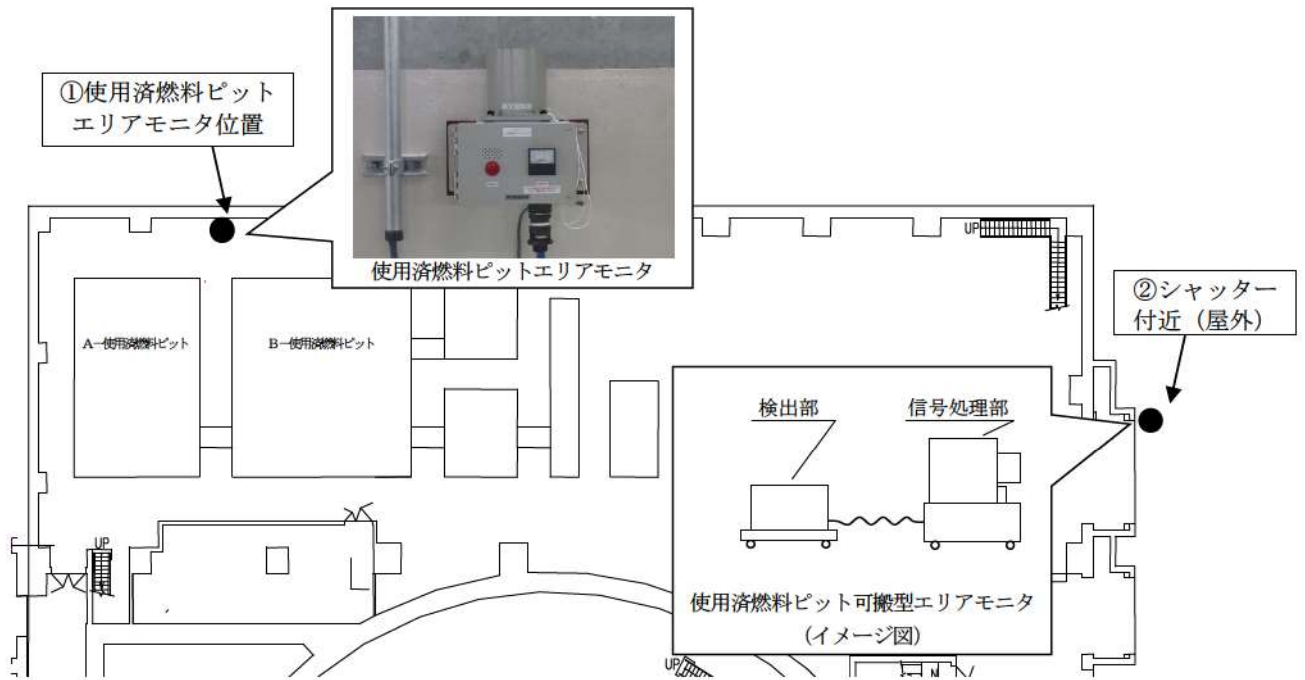 ①使用済燃料ピット
エリアモニタ位置
使用済燃料ピットエリアモニタ
UP
②シャッター
付近（屋外）
A－使用済燃料ピット
B－使用済燃料ピット
検出部
信号処理部
UP
使用済燃料ピット可搬型エリアモニタ
（イメージ図）
UP
N